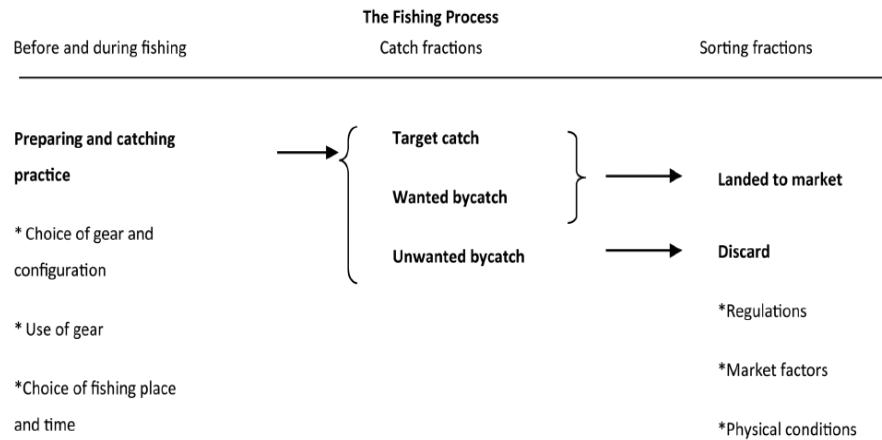 The Fishing Process
Before and during fishing
Catch fractions
Sorting fractions
Preparing and catching
practice
* Choice of gear and
configuration
* Use of gear
*Choice of fishing place
and time
Target catch
Wanted bycatch
Unwanted bycatch
Landed to market
Discard
*Regulations
*Market factors
*Physical conditions